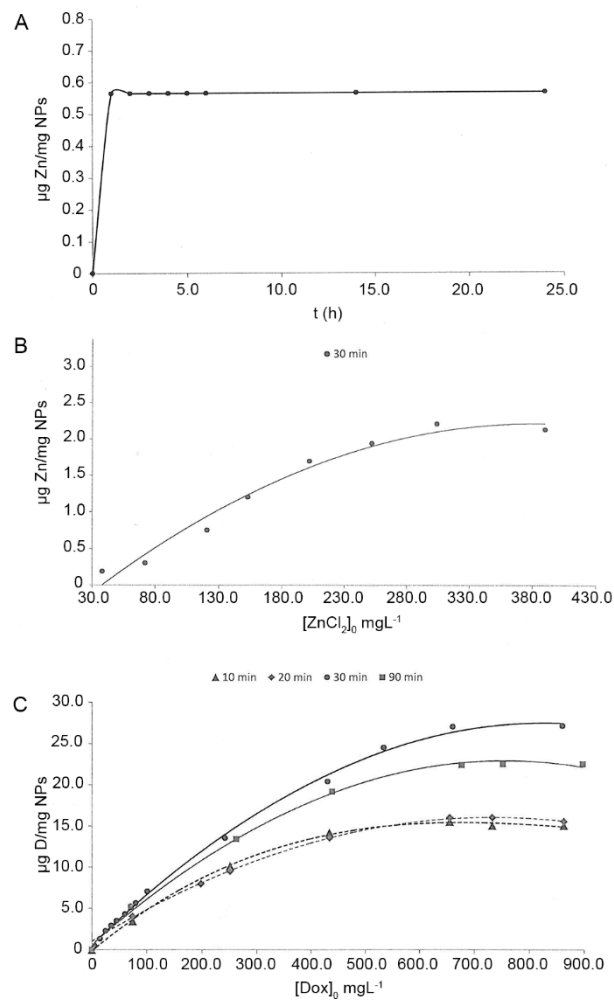 A
0.8
0.7
0.6
0.5
0.4
0.3
0.2
0.1
0
µg Zn/mg NPs
0 5.0 10.0 15.0 20.0 25.0
t (h)
B
30 min
3.0
2.5
2.0
1.5
1.0
0.5
0
µg Zn/mg NPs
30.0 80.0 130.0 180.0 230.0 280.0 330.0 380.0 430.0
[ZnCl₂]₀ mgL⁻¹
10 min 20 min 30 min 90 min
C
30.0
25.0
20.0
15.0
10.0
5.0
0
µg D/mg NPs
0 100.0 200.0 300.0 400.0 500.0 600.0 700.0 800.0 900.0
[Dox]₀ mgL⁻¹